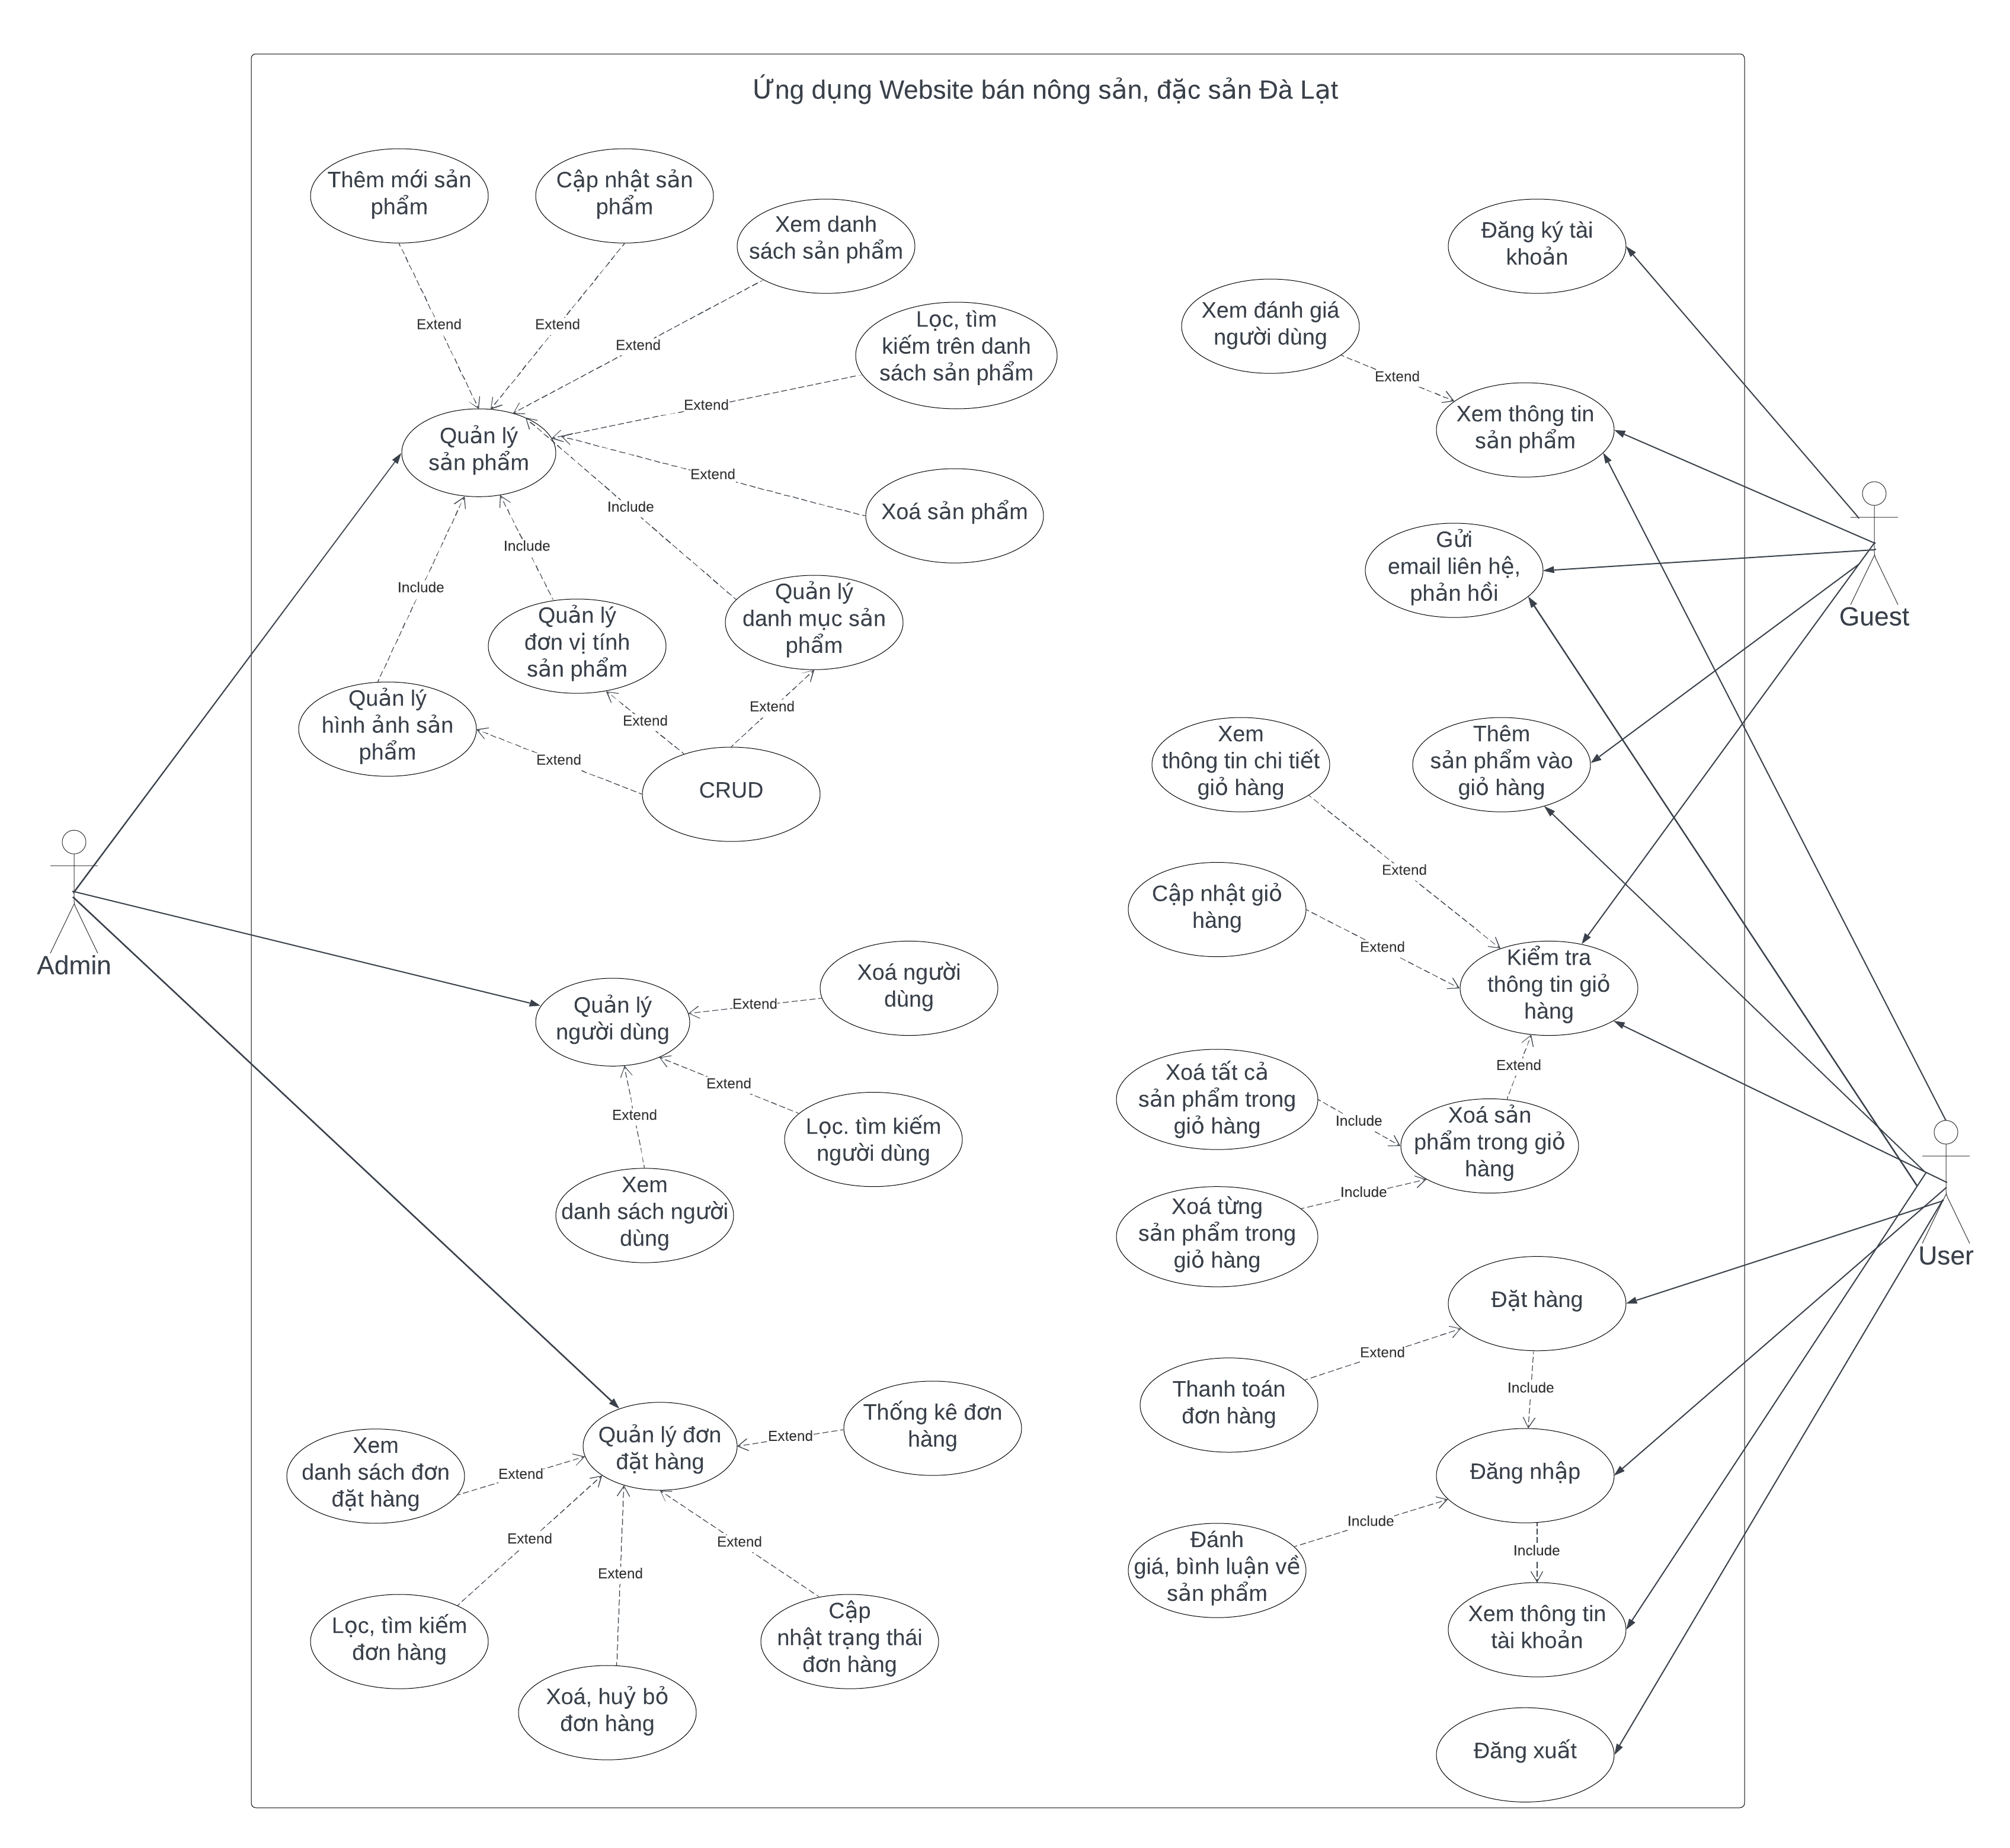 Ứng dụng Website bán nông sản, đặc sản Đà Lạt
Thêm mới sản
phẩm
Cập nhật sản
phẩm
Xem danh
sách sản phẩm
Lọc, tìm
kiếm trên danh
sách sản phẩm
Extend
Extend
Extend
Extend
Quản lý
sản phẩm
Extend
Xoá sản phẩm
Include
Include
Include
Quản lý
danh mục sản
phẩm
Quản lý
đơn vị tính
sản phẩm
Quản lý
hình ảnh sản
phẩm
Extend
Extend
Extend
CRUD
Admin
Quản lý
người dùng
Extend
Xoá người
dùng
Extend
Extend
Lọc. tìm kiếm
người dùng
Xem
danh sách người
dùng
Quản lý đơn
đặt hàng
Extend
Thống kê đơn
hàng
Xem
danh sách đơn
đặt hàng
Extend
Extend
Extend
Extend
Lọc, tìm kiếm
đơn hàng
Xoá, huỷ bỏ
đơn hàng
Cập
nhật trạng thái
đơn hàng
Đăng ký tài
khoản
Xem đánh giá
người dùng
Extend
Xem thông tin
sản phẩm
Gửi
email liên hệ,
phản hồi
Guest
Xem
thông tin chi tiết
giỏ hàng
Thêm
sản phẩm vào
giỏ hàng
Extend
Cập nhật giỏ
hàng
Extend
Kiểm tra
thông tin giỏ
hàng
Extend
Xoá tất cả
sản phẩm trong
giỏ hàng
Include
Xoá sản
phẩm trong giỏ
hàng
Include
Xoá từng
sản phẩm trong
giỏ hàng
User
Đặt hàng
Extend
Thanh toán
đơn hàng
Include
Đăng nhập
Include
Đánh
giá, bình luận về
sản phẩm
Include
Xem thông tin
tài khoản
Đăng xuất